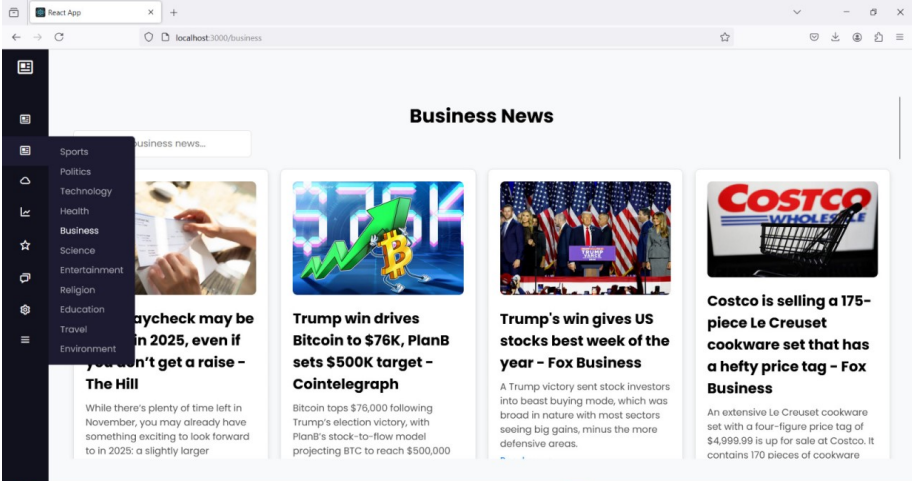 React App
localhost:3000/business
Business News
business news...
Sports
Politics
Technology
Health
Business
Science
Entertainment
Religion
Education
Travel
Environment
aycheck may be
in 2025, even if
you don't get a raise -
The Hill
While there's plenty of time left in
November, you may already have
something exciting to look forward
to in 2025: a slightly larger
$76K
Trump win drives
Bitcoin to $76K, PlanB
sets $500K target -
Cointelegraph
Bitcoin tops $76,000 following
Trump's election victory, with
PlanB's stock-to-flow model
projecting BTC to reach $500,000
TRUMP
VANCE
Trump's win gives US
stocks best week of the
year - Fox Business
A Trump victory sent stock investors
into beast buying mode, which was
broad in nature with most sectors
seeing big gains, minus the more
defensive areas.
COSTCO
WHOLESALE
Costco is selling a 175-
piece Le Creuset
cookware set that has
a hefty price tag - Fox
Business
An extensive Le Creuset cookware
set with a four-figure price tag of
$4,999.99 is up for sale at Costco. It
contains 170 pieces of cookware